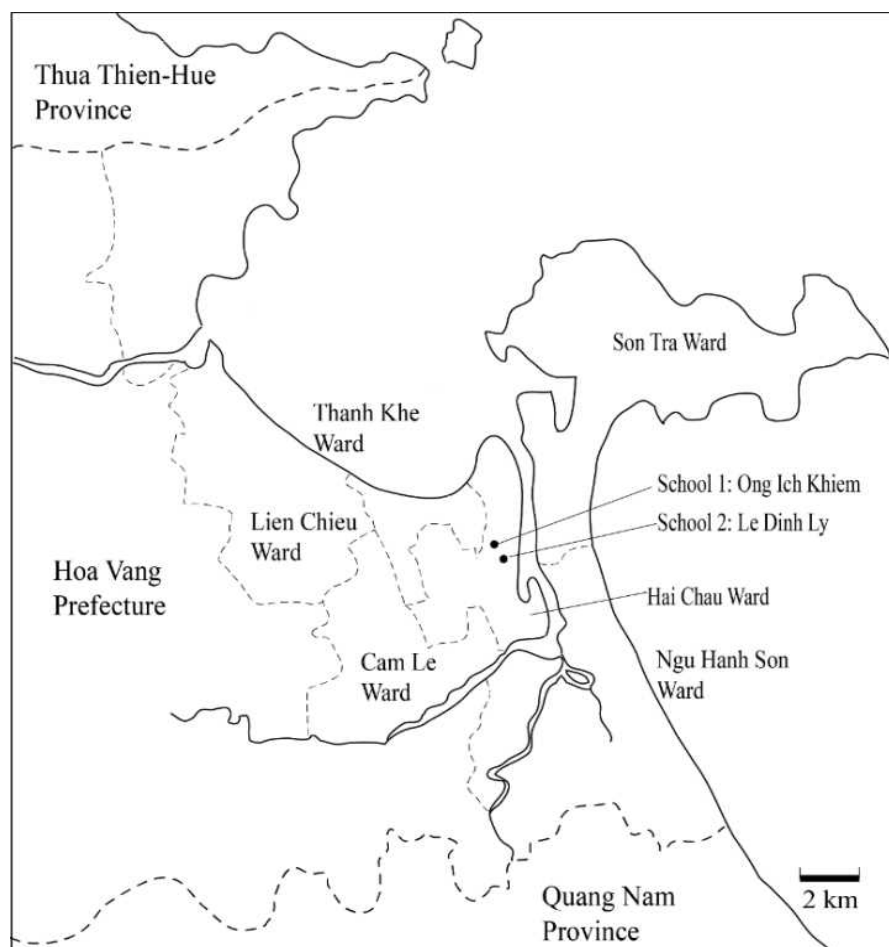 Thua Thien-Hue
Province
Son Tra Ward
Thanh Khe
Ward
School 1: Ong Ich Khiem
School 2: Le Dinh Ly
Lien Chieu
Ward
Hoa Vang
Prefecture
Hai Chau Ward
Cam Le
Ward
Ngu Hanh Son
Ward
2 km
Quang Nam
Province